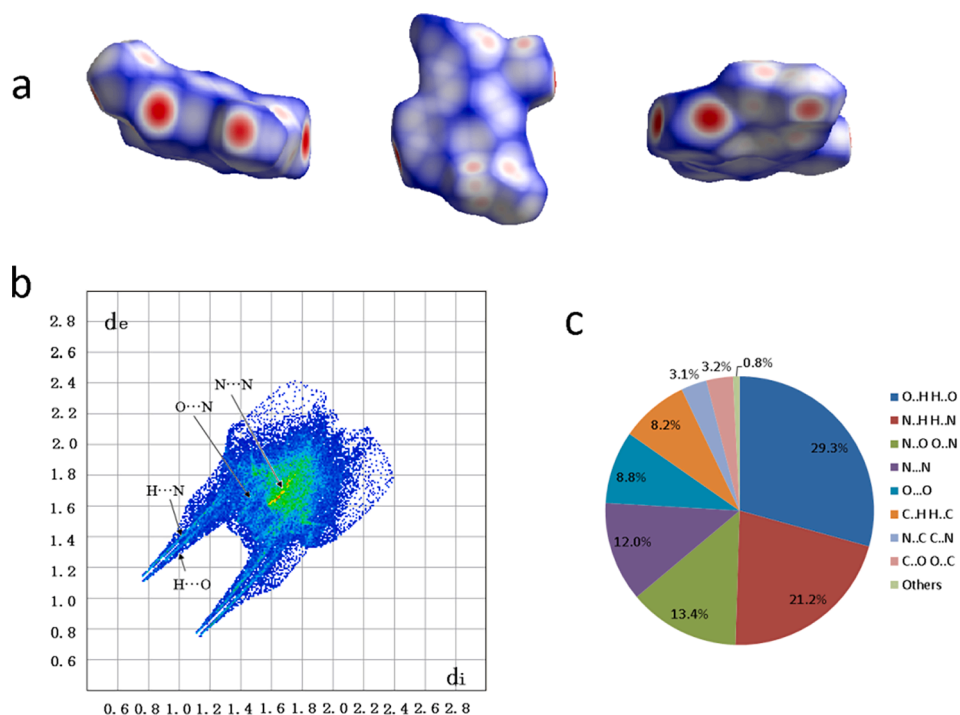 a
b
de
2.8
2.6
2.4
2.2
2.0
1.8
1.6
1.4
1.2
1.0
0.8
0.6
N···N
O···N
H···N
H···O
di
0.6 0.8 1.0 1.2 1.4 1.6 1.8 2.0 2.2 2.4 2.6 2.8
c
29.3%
21.2%
13.4%
12.0%
8.8%
8.2%
3.1%
3.2%
0.8%
O..H H..O
N..H H..N
N..O O..N
N...N
O...O
C..H H..C
N..C C..N
C..O O..C
Others